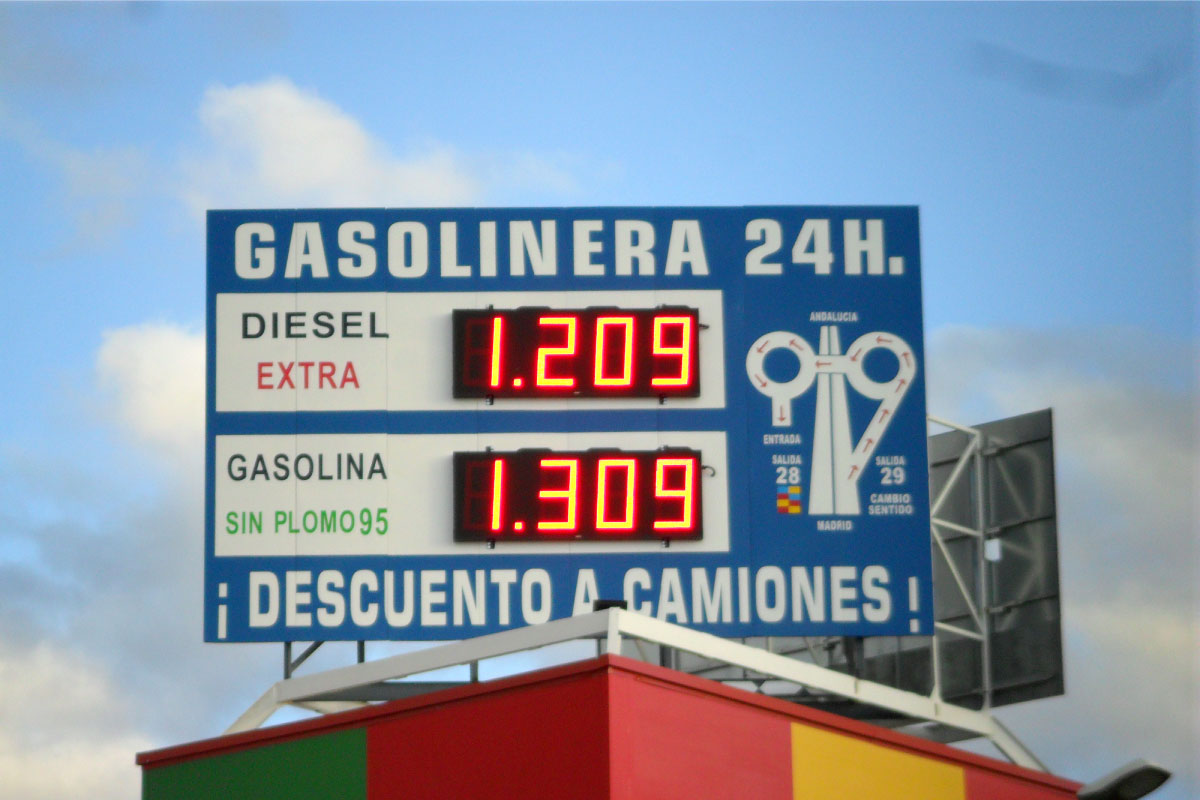 GASOLINERA 24H.
DIESEL
EXTRA
1.209
GASOLINA
SIN PLOMO 95
1.309
ANDALUCIA
ENTRADA
SALIDA
28
SALIDA
29
CAMBIO
SENTIDO
MADRID
¡DESCUENTO A CAMIONES!